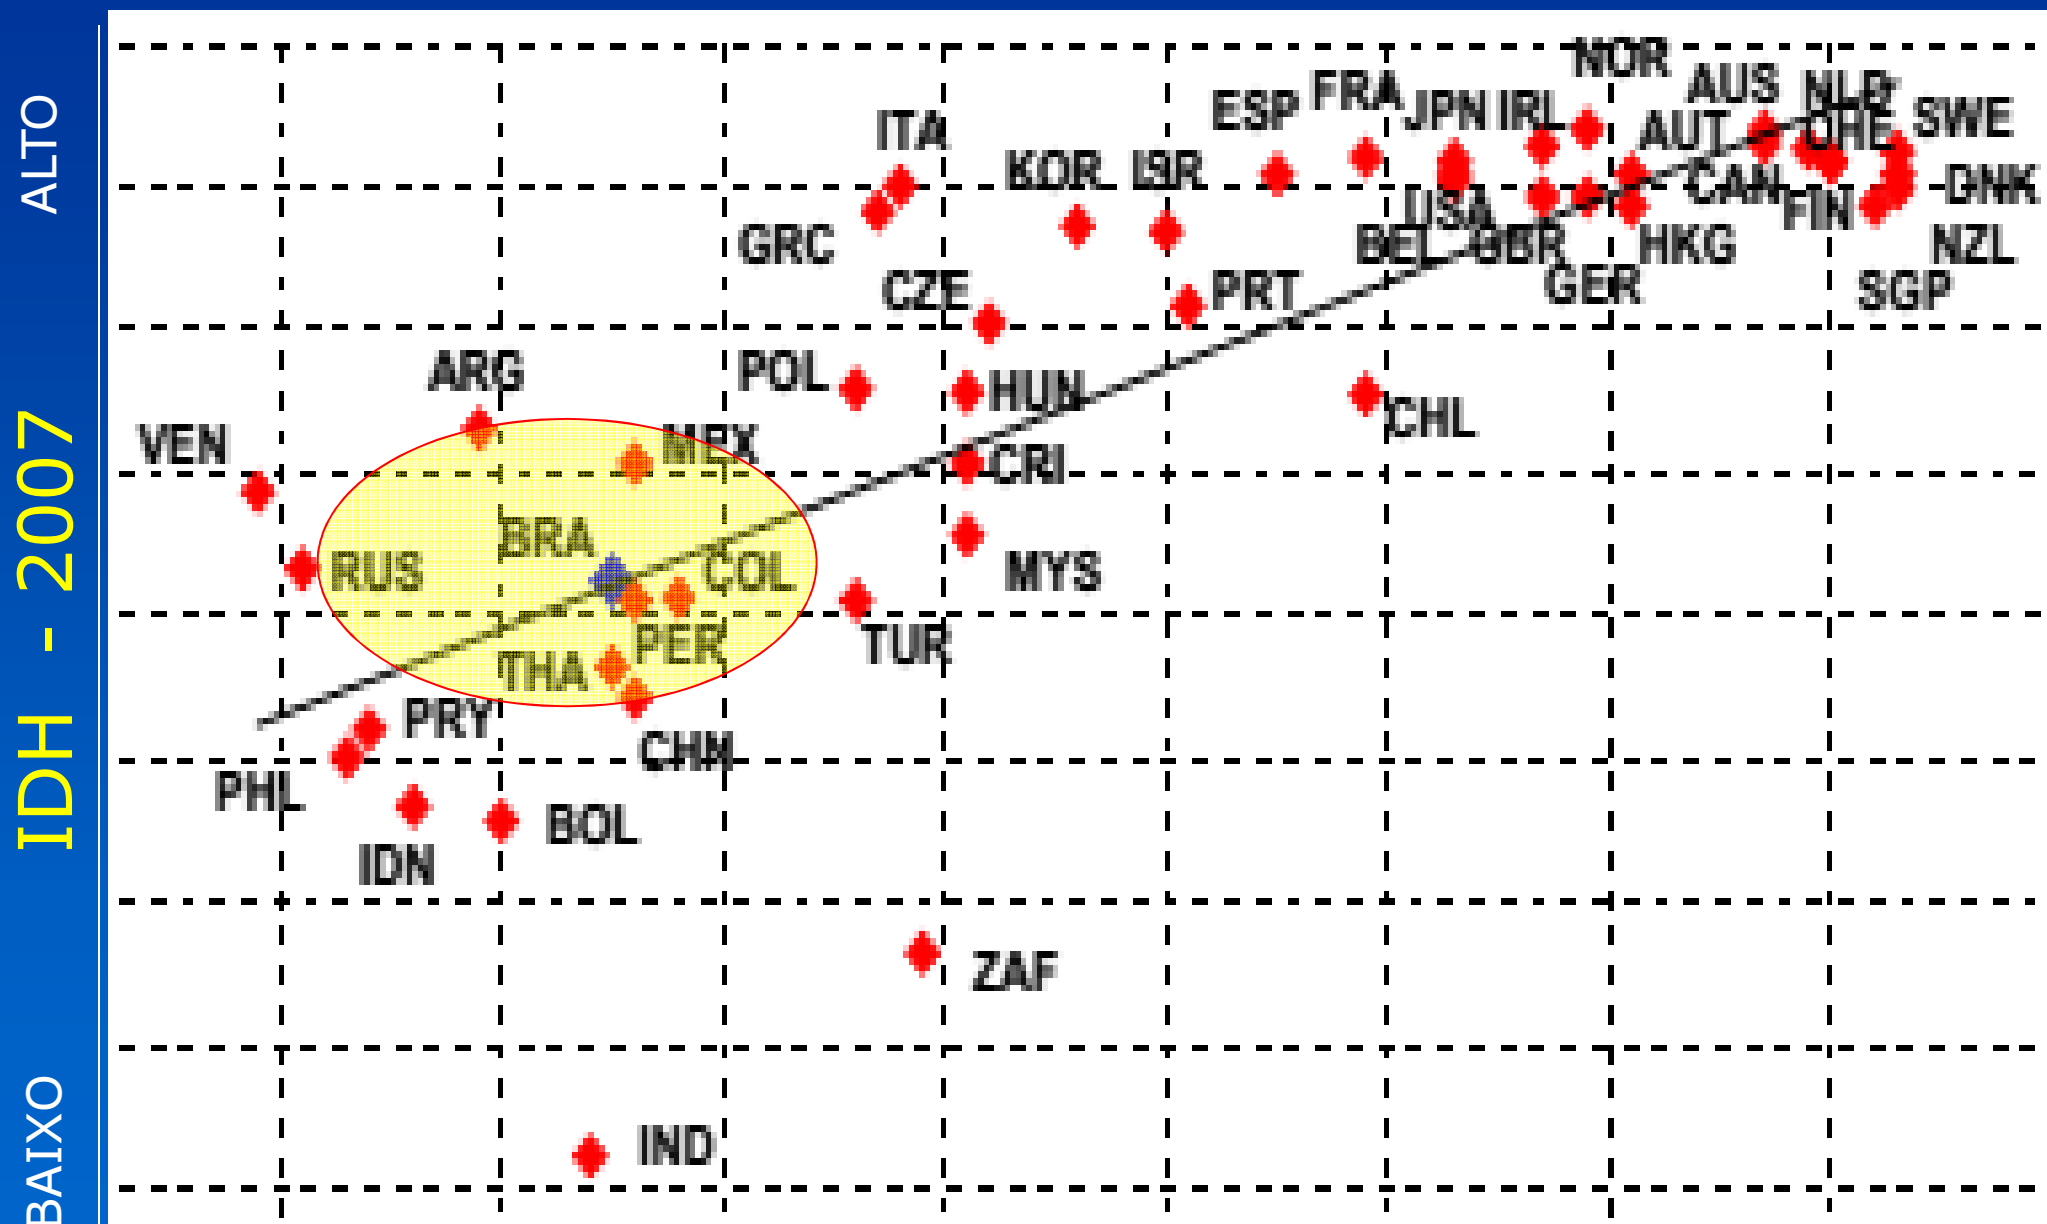 ALTO
IDH - 2007
BAIXO
NOR
FRA
AUS
ESP
JPN
IRL
SWE
ITA
AUT
CHE
KOR
ISR
CAN
DNK
USA
FIN
GRC
BEL
GBR
HKG
NZL
CZE
PRT
GER
SGP
ARG
POL
HUN
CHL
VEN
MEX
CRI
BRA
RUS
COL
MYS
PER
TUR
THA
PRY
CHN
PHL
BOL
IDN
ZAF
IND